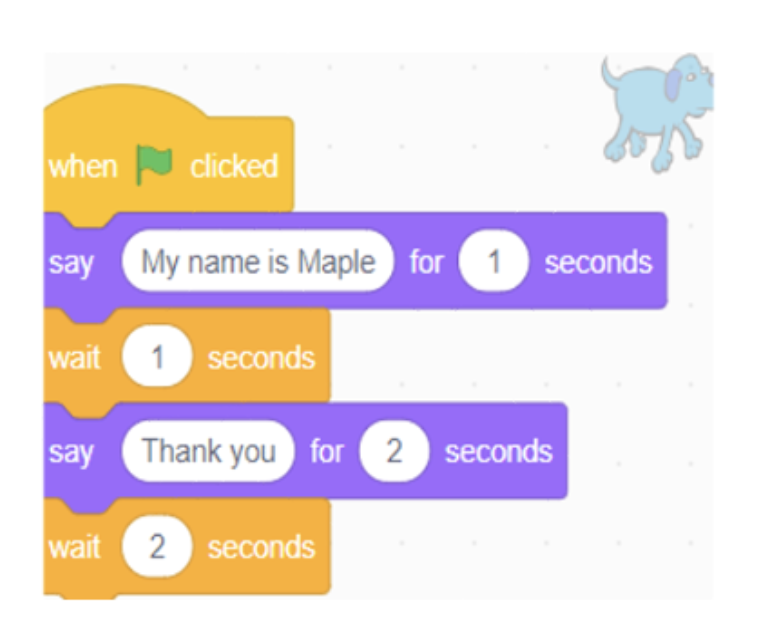 when clicked
say My name is Maple for 1 seconds
wait 1 seconds
say Thank you for 2 seconds
wait 2 seconds